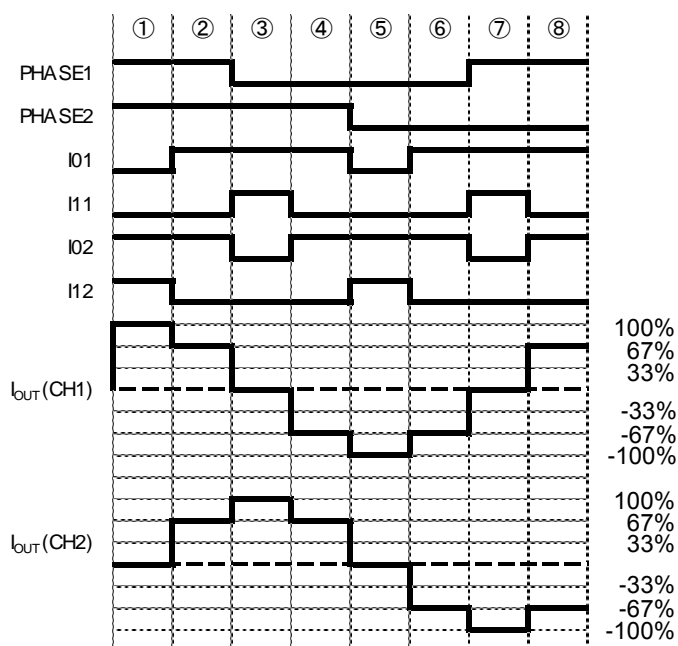 ① ② ③ ④ ⑤ ⑥ ⑦ ⑧
PHASE1
PHASE2
I01
I11
I02
I12
100%
67%
33%
IOUT(CH1)
-33%
-67%
-100%
100%
67%
33%
IOUT(CH2)
-33%
-67%
-100%